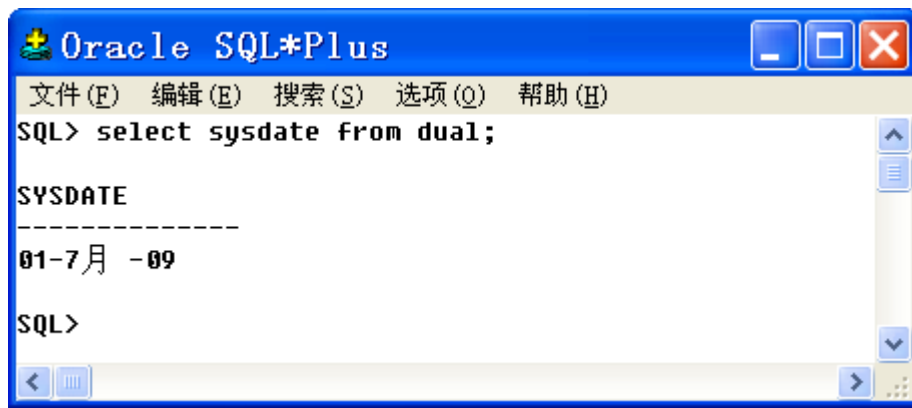 Oracle SQL*Plus
文件(F) 编辑(E) 搜索(S) 选项(O) 帮助(H)
SQL> select sysdate from dual;
SYSDATE
--------------
01-7月 -09
SQL>